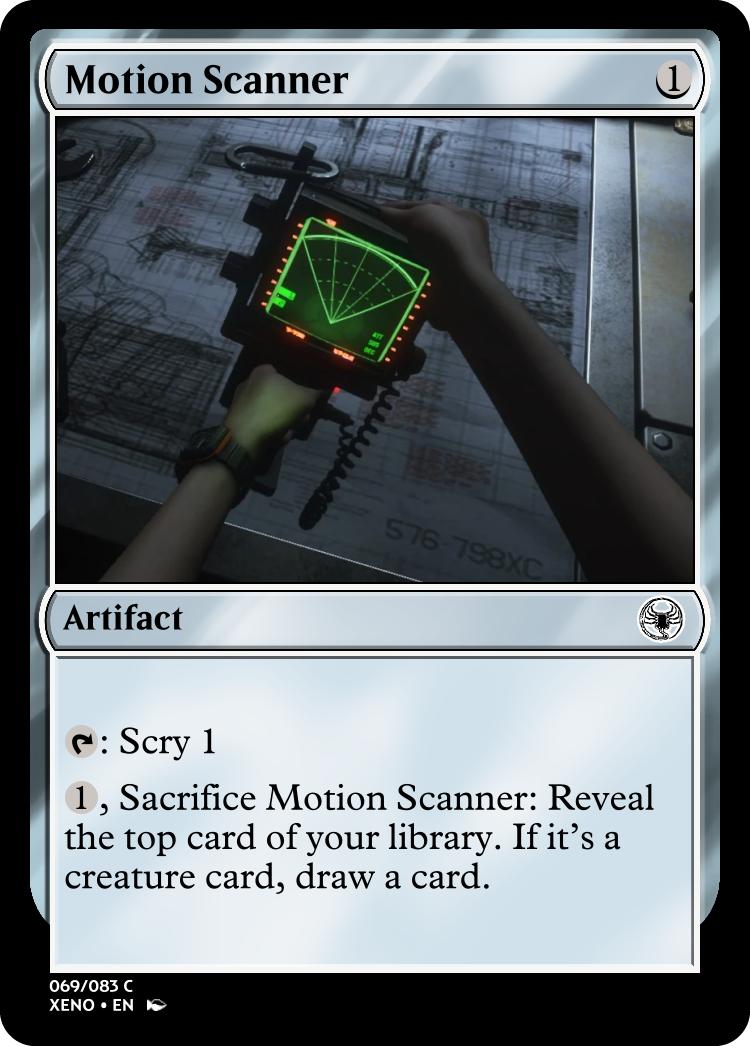 Motion Scanner 1
576-798XC
Artifact
: Scry 1
1, Sacrifice Motion Scanner: Reveal
the top card of your library. If it's a
creature card, draw a card.
069/083 C
XENO • EN